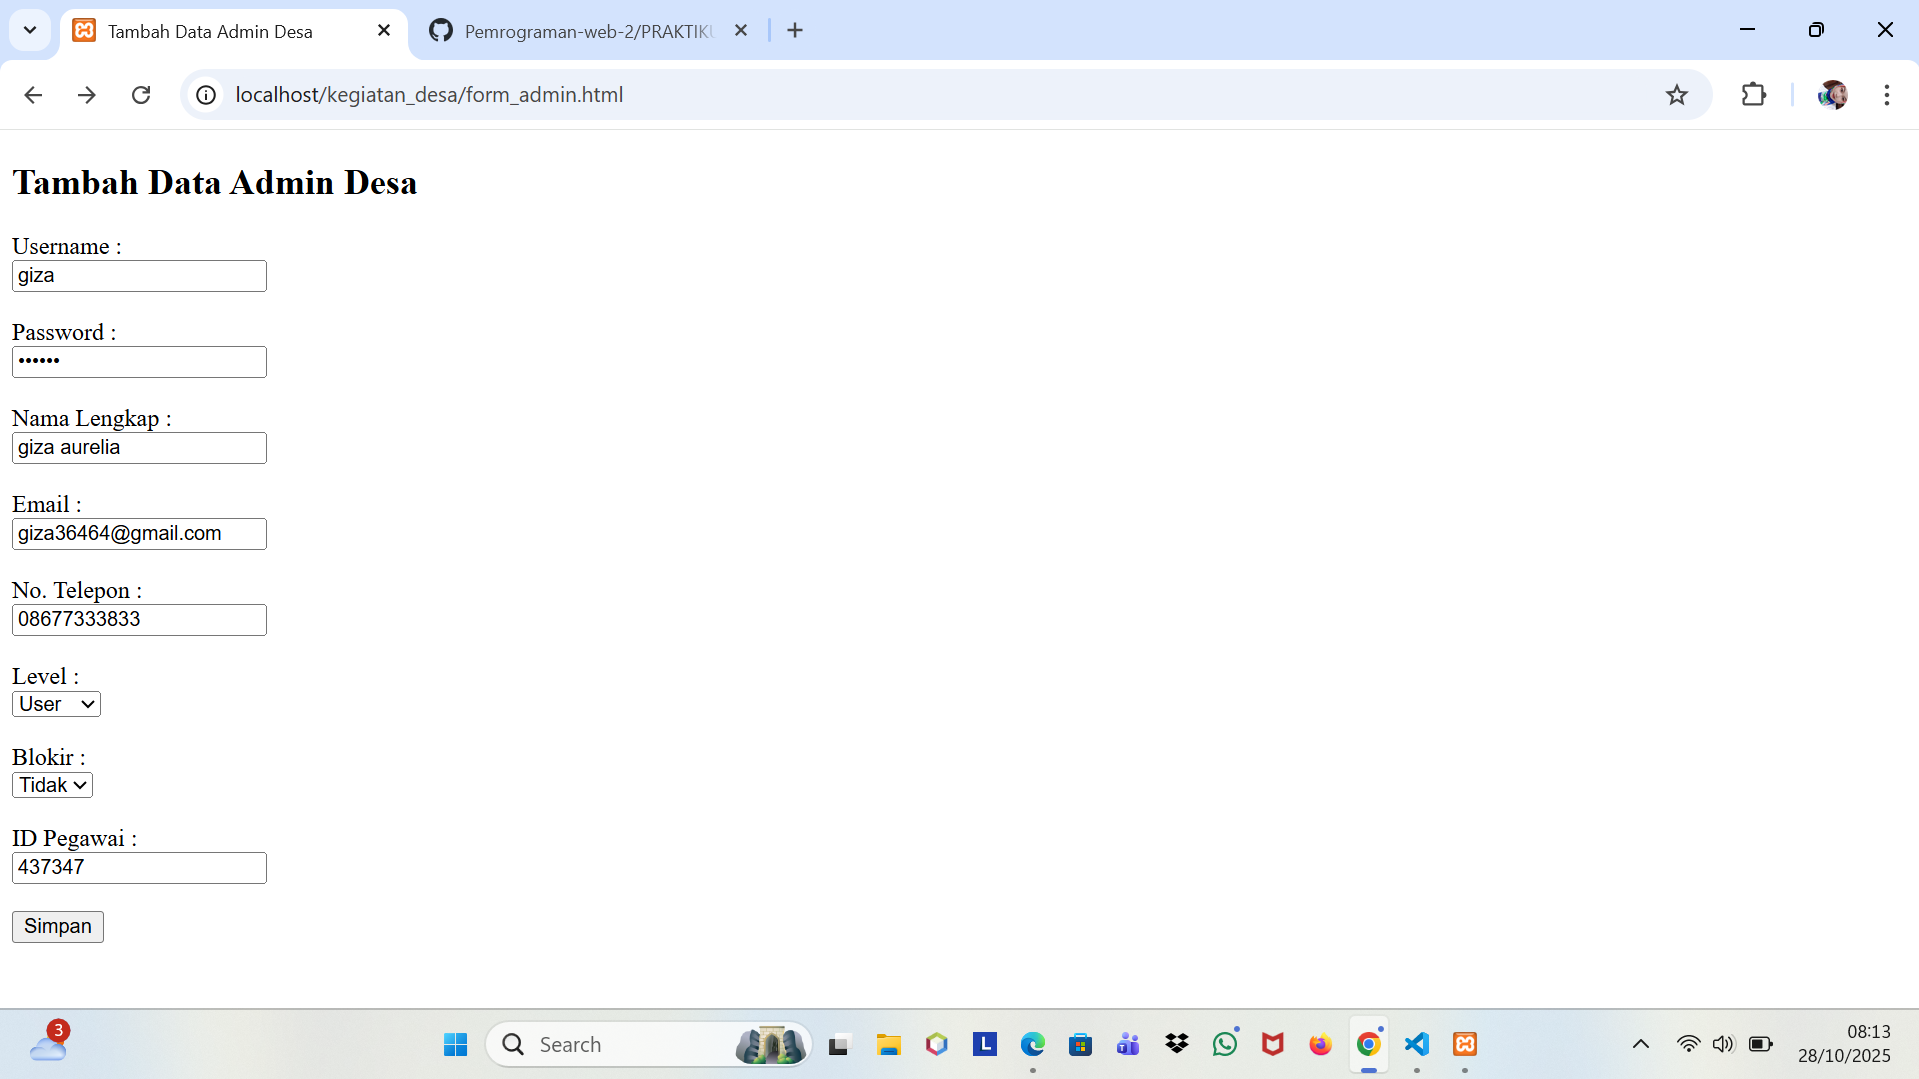 Tambah Data Admin Desa
Pemrograman-web-2/PRAKTIK
localhost/kegiatan_desa/form_admin.html
Tambah Data Admin Desa
Username :
giza
Password :
••••••
Nama Lengkap :
giza aurelia
Email :
giza36464@gmail.com
No. Telepon :
08677333833
Level :
User
Blokir :
Tidak
ID Pegawai :
437347
Simpan
3
Search
L
08:13
28/10/2025